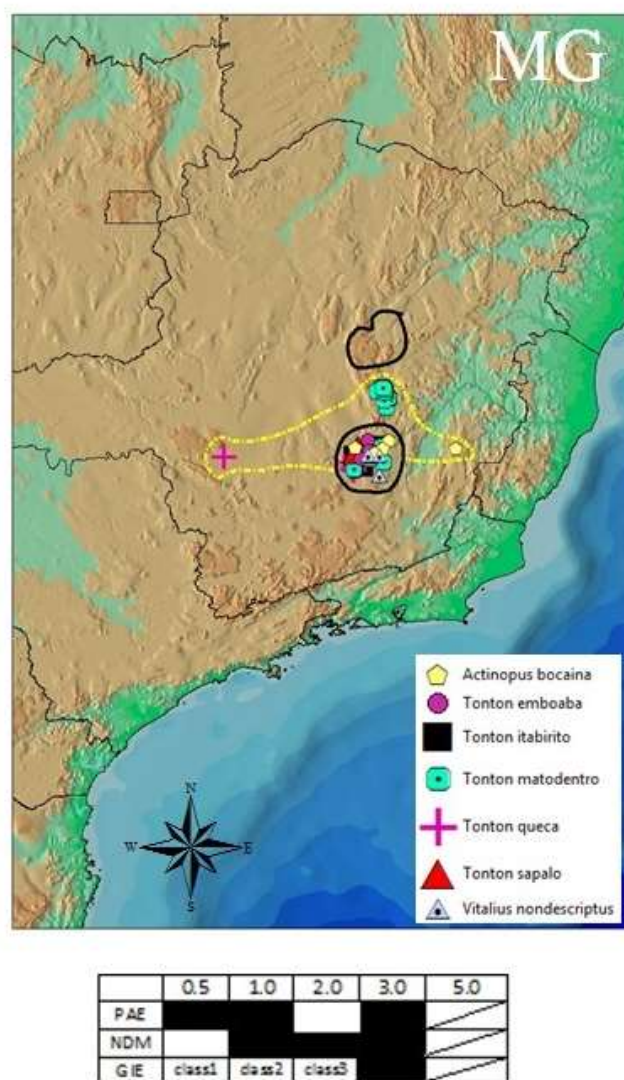 MG
Actinopus bocaina
Tonton emboaba
Tonton itabirito
Tonton matodentro
Tonton queca
Tonton sapalo
Vitalius nondescriptus
N
W E
S
0.5 1.0 2.0 3.0 5.0
PAE
NDM
GIE class1 class2 class3